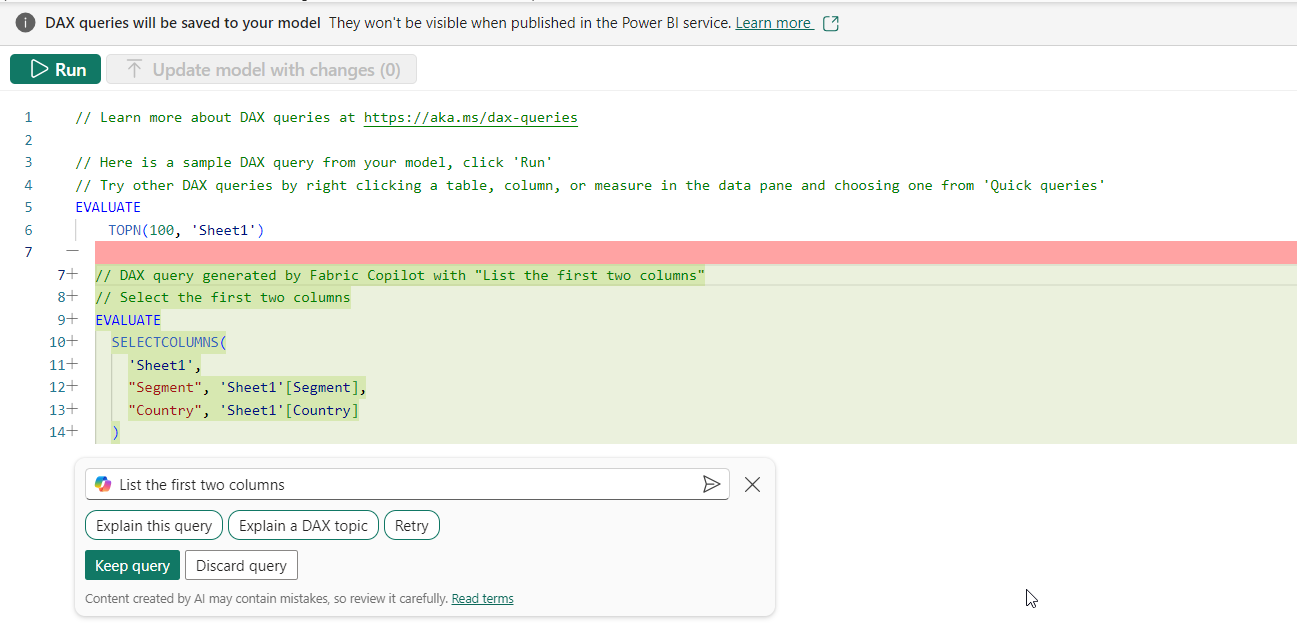 DAX queries will be saved to your model They won't be visible when published in the Power BI service. Learn more
Run Update model with changes (0)
1 // Learn more about DAX queries at https://aka.ms/dax-queries
2
3 // Here is a sample DAX query from your model, click 'Run'
4 // Try other DAX queries by right clicking a table, column, or measure in the data pane and choosing one from 'Quick queries'
5 EVALUATE
6 TOPN(100, 'Sheet1')
7 —
7+ // DAX query generated by Fabric Copilot with "List the first two columns"
8+ // Select the first two columns
9+ EVALUATE
10+ SELECTCOLUMNS(
11+ 'Sheet1',
12+ "Segment", 'Sheet1'[Segment],
13+ "Country", 'Sheet1'[Country]
14+ )
List the first two columns
Explain this query Explain a DAX topic Retry
Keep query Discard query
Content created by AI may contain mistakes, so review it carefully. Read terms